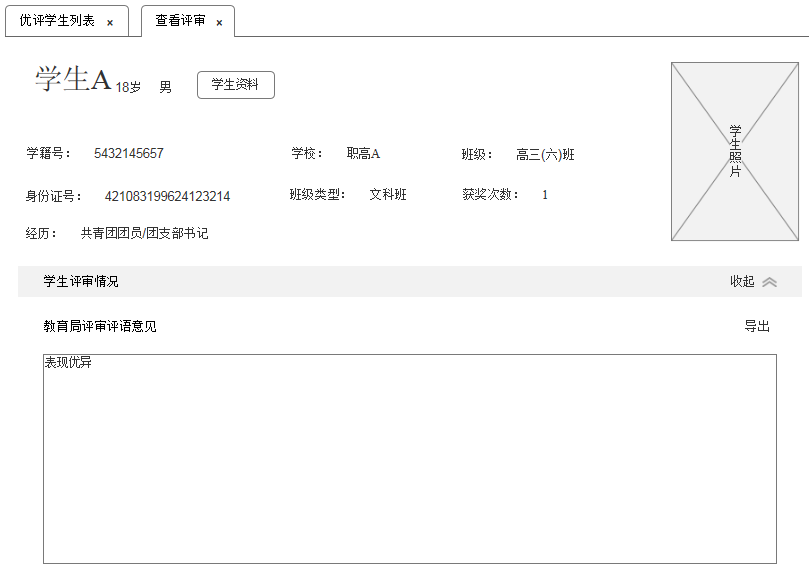 优评学生列表 × 查看评审 ×
学生A 18岁 男 学生资料
学生照片
学籍号： 5432145657 学校： 职高A 班级： 高三(六)班
身份证号： 421083199624123214 班级类型： 文科班 获奖次数： 1
经历： 共青团团员/团支部书记
学生评审情况 收起
教育局评审评语意见 导出
表现优异